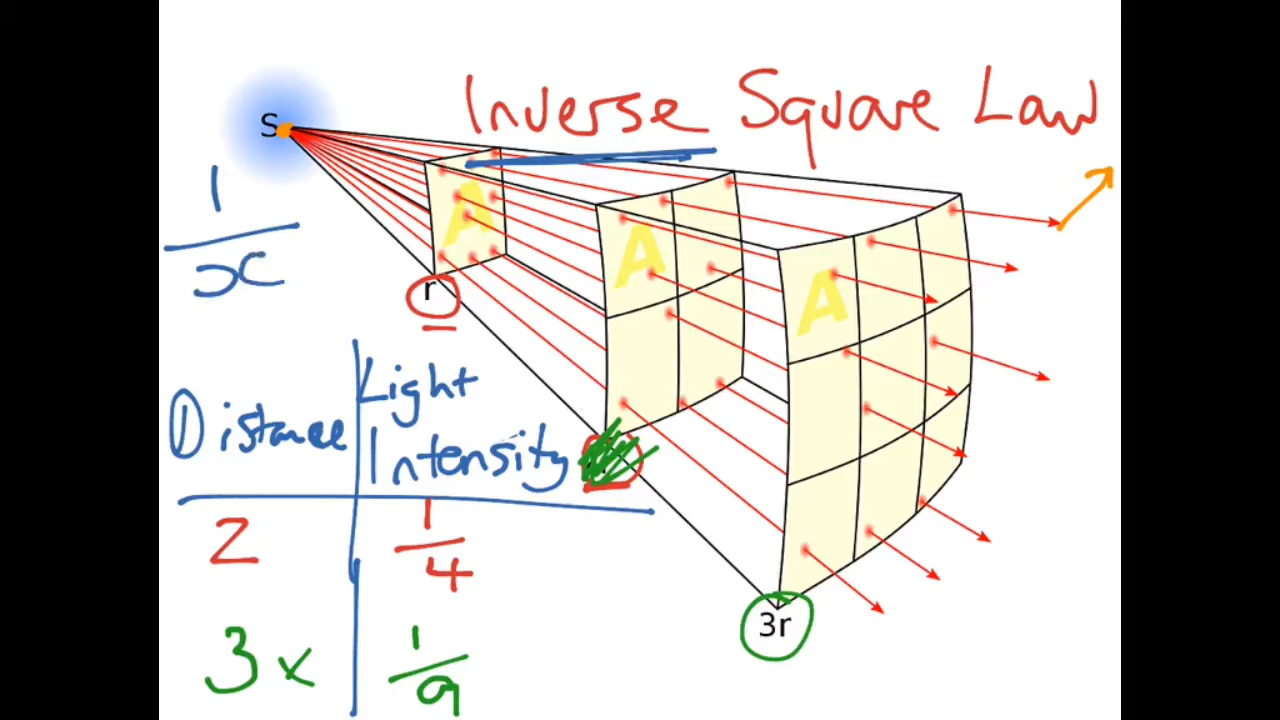 Inverse Square Law
S
1
x
A
A
A
r
Distance
Light
Intensity
2
1
4
3r
3x
1
9